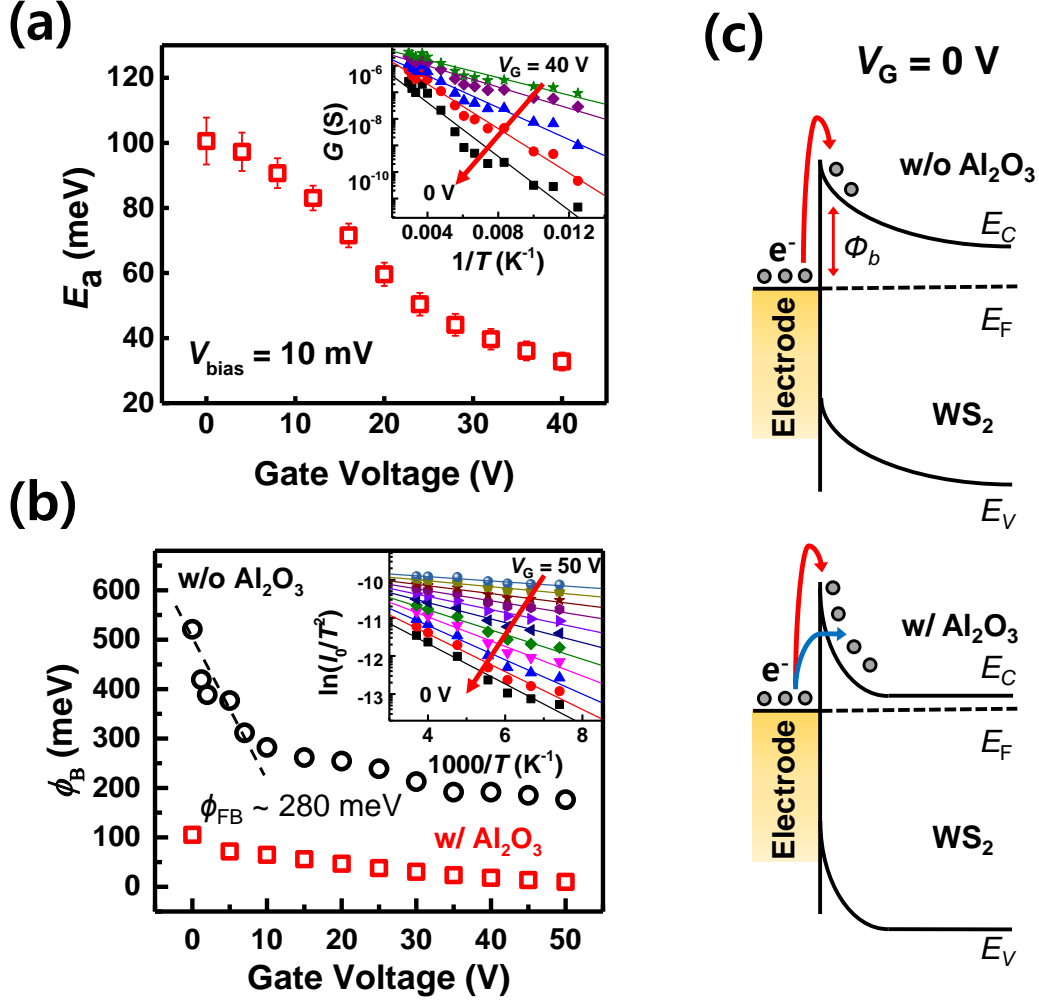 (a)
120
100
80
60
40
20
Eₐ (meV)
0 10 20 30 40
Gate Voltage (V)
V_bias = 10 mV
10⁻⁶
10⁻⁸
10⁻¹⁰
G (S)
V_G = 40 V
0 V
0.004 0.008 0.012
1/T (K⁻¹)
(b)
600
500
400
300
200
100
0
ϕ_B (meV)
0 10 20 30 40 50
Gate Voltage (V)
w/o Al₂O₃
ϕ_FB ~ 280 meV
w/ Al₂O₃
-10
-11
-12
-13
ln(I₀/T²)
V_G = 50 V
0 V
4 6 8
1000/T (K⁻¹)
(c)
V_G = 0 V
w/o Al₂O₃
E_C
Φ_b
e⁻
E_F
Electrode
WS₂
E_V
w/ Al₂O₃
e⁻
E_C
E_F
Electrode
WS₂
E_V